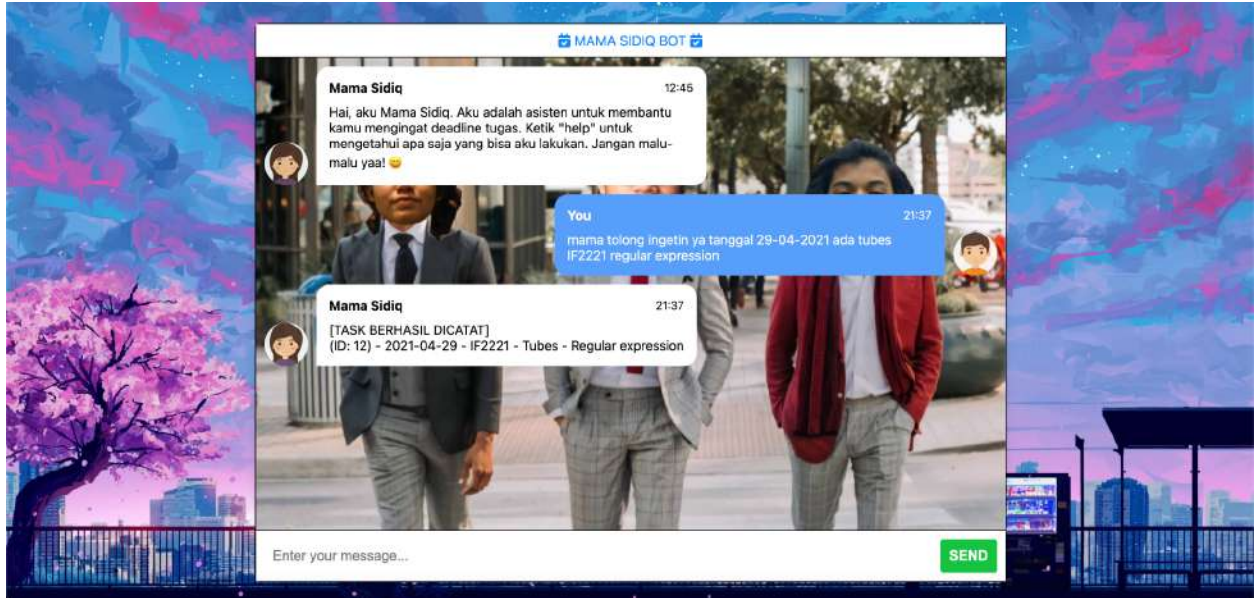 MAMA SIDIQ BOT
Mama Sidiq 12:45
Hai, aku Mama Sidiq. Aku adalah asisten untuk membantu
kamu mengingat deadline tugas. Ketik "help" untuk
mengetahui apa saja yang bisa aku lakukan. Jangan malu-
malu yaa! 😄
You 21:37
mama tolong ingetin ya tanggal 29-04-2021 ada tubes
IF2221 regular expression
Mama Sidiq 21:37
[TASK BERHASIL DICATAT]
(ID: 12) - 2021-04-29 - IF2221 - Tubes - Regular expression
Enter your message...
SEND